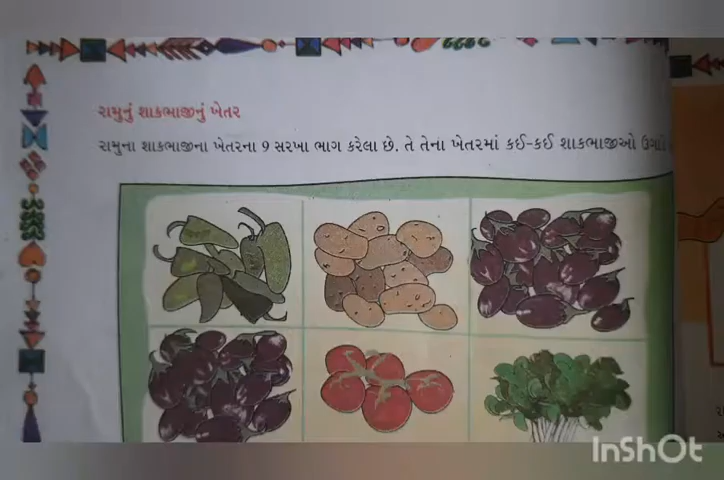 રામુનું શાકભાજીનું ખેતર
રામુના શાકભાજીના ખેતરના 9 સરખા ભાગ કરેલા છે. તે તેના ખેતરમાં કઈ-કઈ શાકભાજીઓ
InShOt